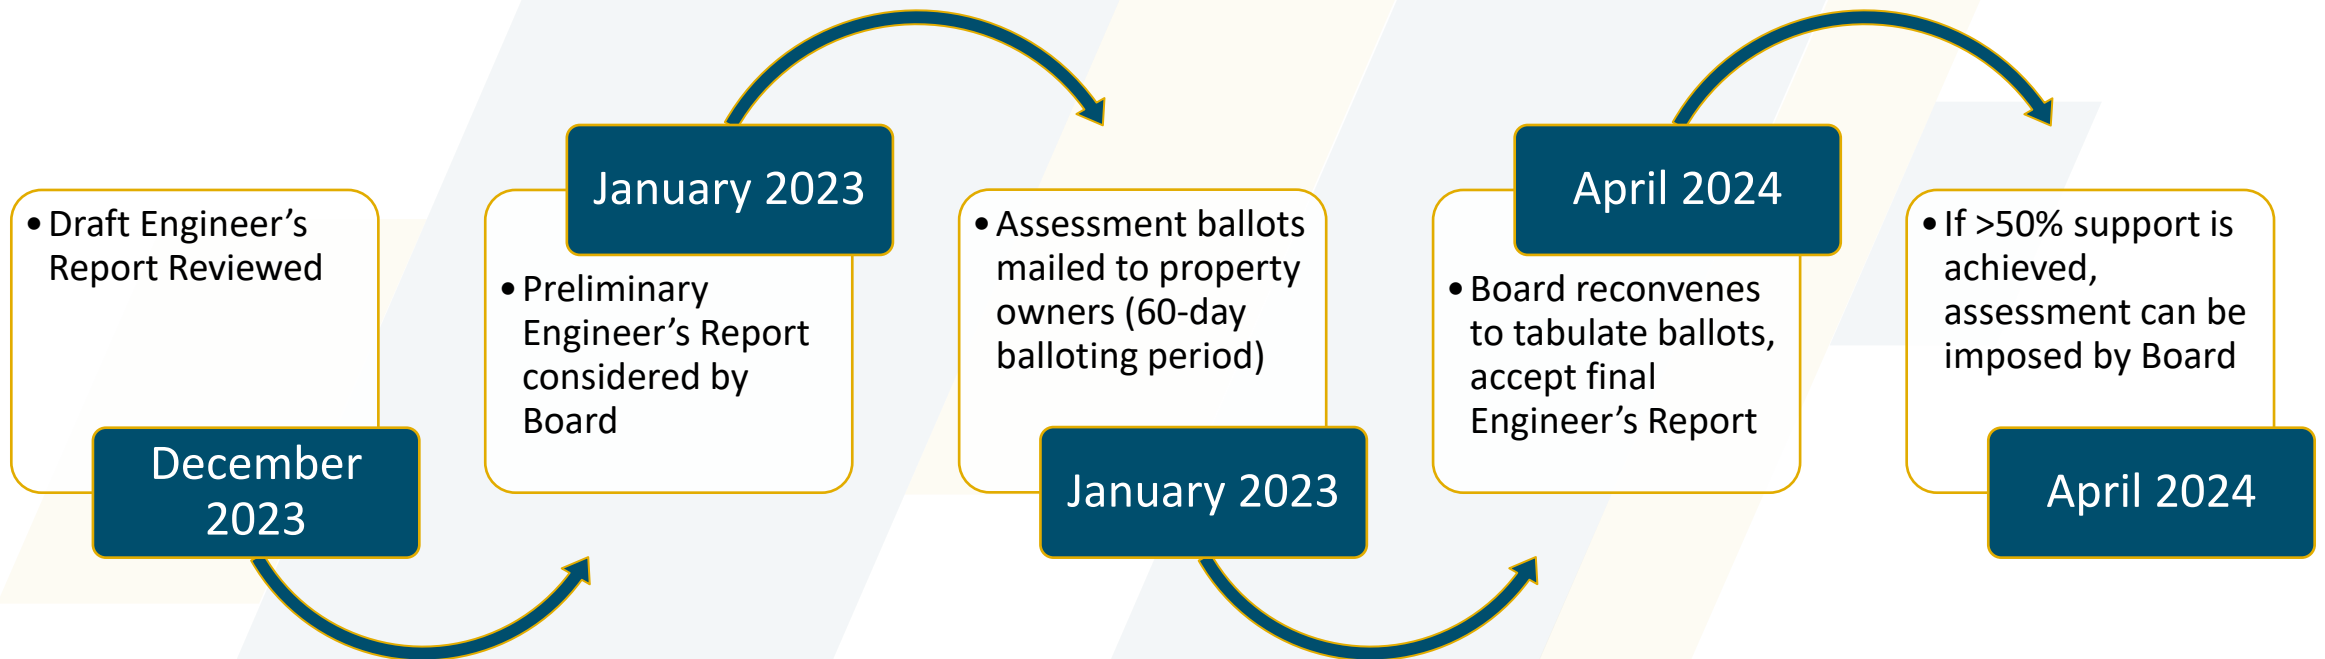 • Draft Engineer’s
Report Reviewed
December
2023
January 2023
• Preliminary
Engineer’s Report
considered by
Board
• Assessment ballots
mailed to property
owners (60-day
balloting period)
January 2023
April 2024
• Board reconvenes
to tabulate ballots,
accept final
Engineer’s Report
• If >50% support is
achieved,
assessment can be
imposed by Board
April 2024